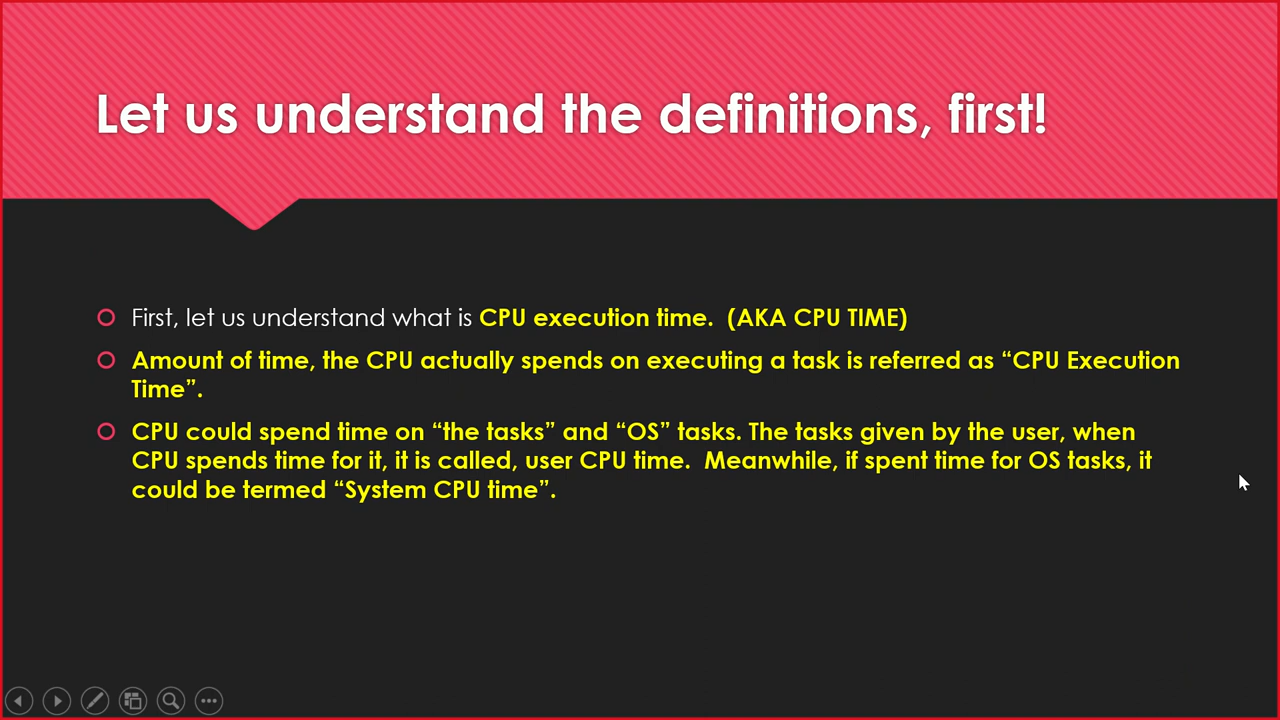 Let us understand the definitions, first!
First, let us understand what is CPU execution time.  (AKA CPU TIME)
Amount of time, the CPU actually spends on executing a task is referred as “CPU Execution
Time”.
CPU could spend time on “the tasks” and “OS” tasks. The tasks given by the user, when
CPU spends time for it, it is called, user CPU time.  Meanwhile, if spent time for OS tasks, it
could be termed “System CPU time”.